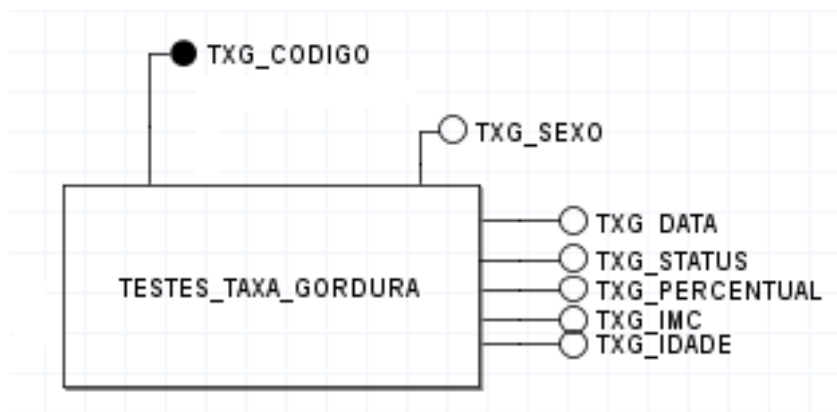 TXG_CODIGO
TXG_SEXO
TXG_DATA
TXG_STATUS
TESTES_TAXA_GORDURA
TXG_PERCENTUAL
TXG_IMC
TXG_IDADE